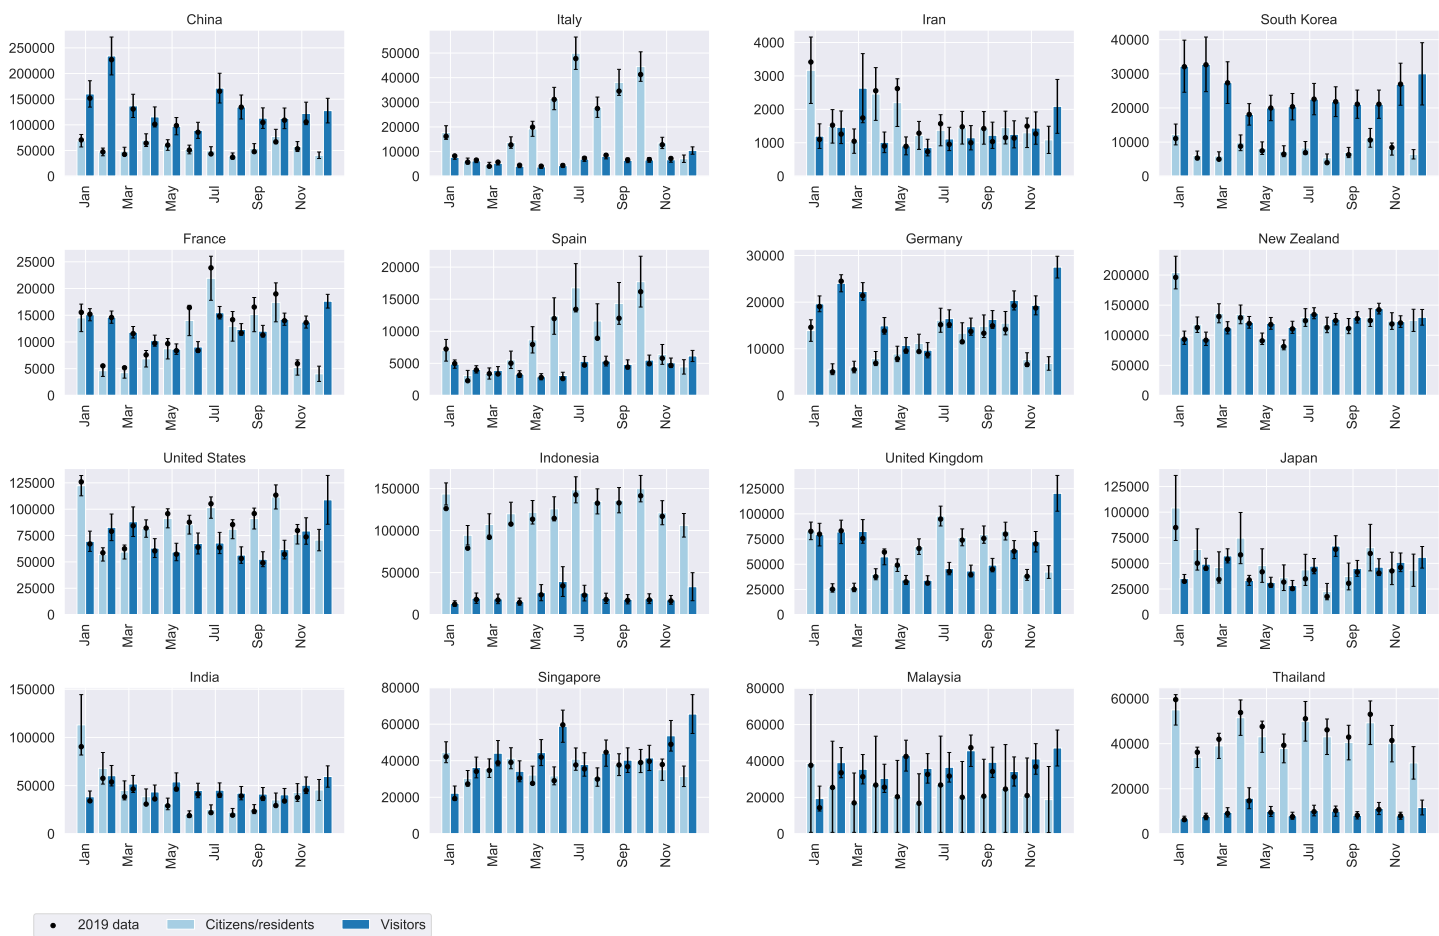 China Italy Iran South Korea
250000 200000 150000 100000 50000 0
50000 40000 30000 20000 10000 0
4000 3000 2000 1000 0
40000 30000 20000 10000 0
Jan Mar May Jul Sep Nov
Jan Mar May Jul Sep Nov
Jan Mar May Jul Sep Nov
Jan Mar May Jul Sep Nov
France Spain Germany New Zealand
25000 20000 15000 10000 5000 0
20000 15000 10000 5000 0
30000 20000 10000 0
200000 150000 100000 50000 0
Jan Mar May Jul Sep Nov
Jan Mar May Jul Sep Nov
Jan Mar May Jul Sep Nov
Jan Mar May Jul Sep Nov
United States Indonesia United Kingdom Japan
125000 100000 75000 50000 25000 0
150000 100000 50000 0
125000 100000 75000 50000 25000 0
125000 100000 75000 50000 25000 0
Jan Mar May Jul Sep Nov
Jan Mar May Jul Sep Nov
Jan Mar May Jul Sep Nov
Jan Mar May Jul Sep Nov
India Singapore Malaysia Thailand
150000 100000 50000 0
80000 60000 40000 20000 0
80000 60000 40000 20000 0
60000 40000 20000 0
Jan Mar May Jul Sep Nov
Jan Mar May Jul Sep Nov
Jan Mar May Jul Sep Nov
Jan Mar May Jul Sep Nov
2019 data Citizens/residents Visitors